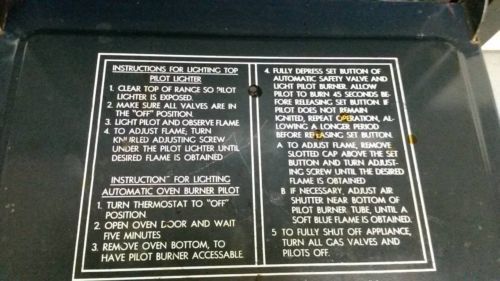 INSTRUCTIONS FOR LIGHTING TOP
PILOT LIGHTER
1. CLEAR TOP OF RANGE SO PILOT
LIGHTER IS EXPOSED.
2. MAKE SURE ALL VALVES ARE IN
THE "OFF" POSITION.
3. LIGHT PILOT AND OBSERVE FLAME
4. TO ADJUST FLAME, TURN
KNURLED ADJUSTING SCREW
UNDER THE PILOT LIGHTER UNTIL
DESIRED FLAME IS OBTAINED
INSTRUCTION FOR LIGHTING
AUTOMATIC OVEN BURNER PILOT
1. TURN THERMOSTAT TO "OFF"
POSITION.
2. OPEN OVEN DOOR AND WAIT
FIVE MINUTES
3. REMOVE OVEN BOTTOM, TO
HAVE PILOT BURNER ACCESSABLE.
4. FULLY DEPRESS SET BUTTON OF
AUTOMATIC SAFETY VALVE AND
LIGHT PILOT BURNER. ALLOW
PILOT TO BURN 45 SECONDS BE-
FORE RELEASING SET BUTTON. IF
PILOT DOES NOT REMAIN
IGNITED, REPEAT OPERATION, AL-
LOWING A LONGER PERIOD
BEFORE RELEASING SET BUTTON.
A TO ADJUST FLAME, REMOVE
SLOTTED CAP ABOVE THE SET
BUTTON AND TURN ADJUST-
ING SCREW UNTIL THE DESIRED
FLAME IS OBTAINED
B IF NECESSARY, ADJUST AIR
SHUTTER NEAR BOTTOM OF
PILOT BURNER TUBE, UNTIL A
SOFT BLUE FLAME IS OBTAINED.
5 TO FULLY SHUT OFF APPLIANCE,
TURN ALL GAS VALVES AND
PILOTS OFF.